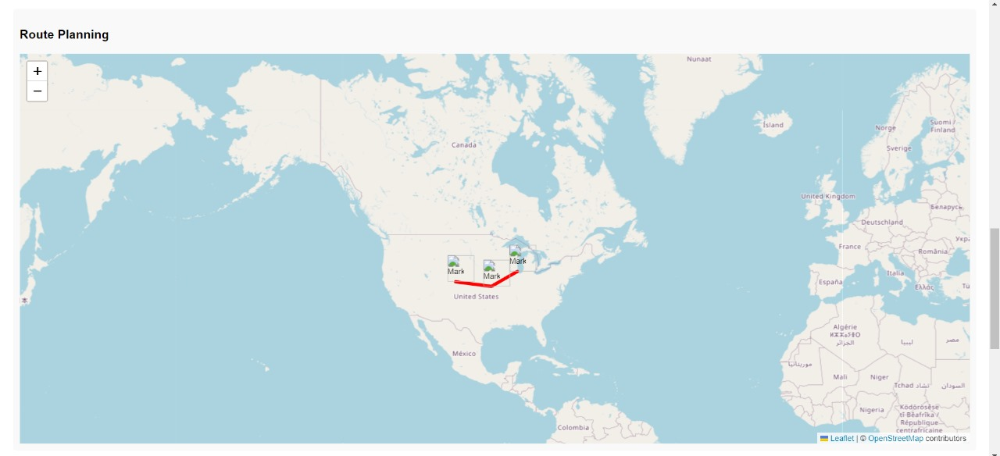 Route Planning
+
−
Nunaat
Ísland
Norge
Suomi /
Finland
Sverige
Canada
United Kingdom
Беларусь
Deutschland
Укра
France
România
Italia
España
Ελλάς
Tü
Mark
Mark
Mark
United States
本
Algérie
ⵍⵣⵣⴰⵢⴻⵔ
الجزائر
ليبيا
مصر
México
موريتانيا
Mali
Niger
Tchad تشاد
السودان
Nigeria
Ködörösêse
tî Bêafrîka /
République
centrafricaine
Colombia
Leaflet | © OpenStreetMap contributors